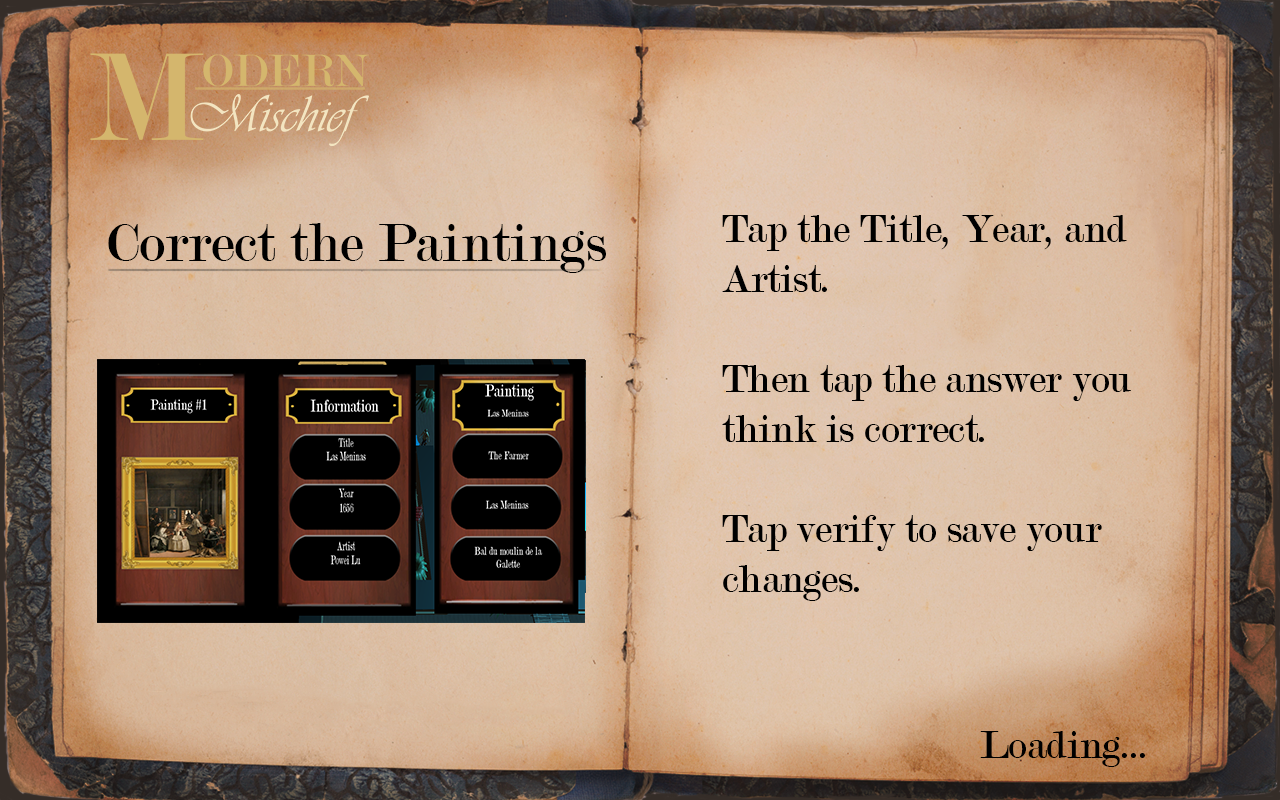 MODERN
Mischief
Correct the Paintings
Painting #1
Information
Title
Las Meninas
Year
1656
Artist
Powei Lu
Painting
Las Meninas
The Farmer
Las Meninas
Bal du moulin de la
Galette
Tap the Title, Year, and
Artist.
Then tap the answer you
think is correct.
Tap verify to save your
changes.
Loading...